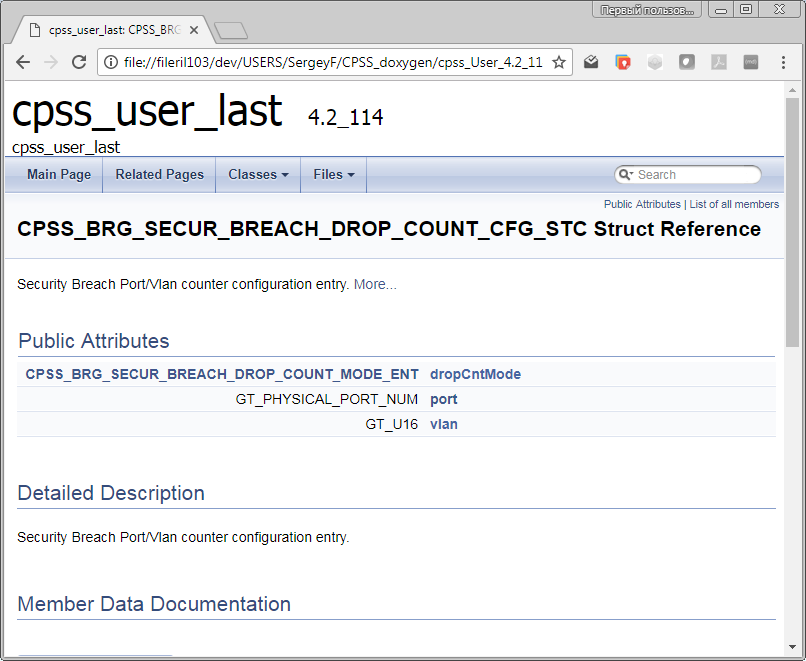 Первый пользов...
cpss_user_last: CPSS_BRG
file://fileril103/dev/USERS/SergeyF/CPSS_doxygen/cpss_User_4.2_11
cpss_user_last 4.2_114
cpss_user_last
Main Page Related Pages Classes Files Search
Public Attributes | List of all members
CPSS_BRG_SECUR_BREACH_DROP_COUNT_CFG_STC Struct Reference
Security Breach Port/Vlan counter configuration entry. More...
Public Attributes
CPSS_BRG_SECUR_BREACH_DROP_COUNT_MODE_ENT dropCntMode
GT_PHYSICAL_PORT_NUM port
GT_U16 vlan
Detailed Description
Security Breach Port/Vlan counter configuration entry.
Member Data Documentation